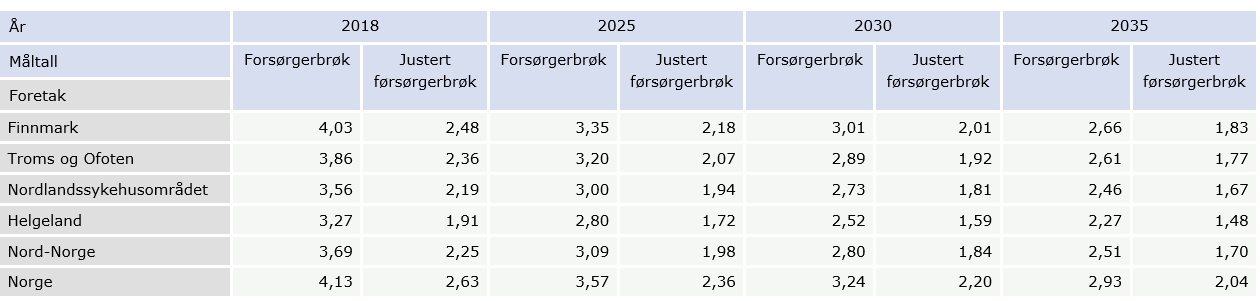 År 2018 2025 2030 2035
Måltall Forsørgerbrøk Justert Forsørgerbrøk Justert Forsørgerbrøk Justert Forsørgerbrøk Justert
førsørgerbrøk førsørgerbrøk førsørgerbrøk førsørgerbrøk
Foretak
Finnmark 4,03 2,48 3,35 2,18 3,01 2,01 2,66 1,83
Troms og Ofoten 3,86 2,36 3,20 2,07 2,89 1,92 2,61 1,77
Nordlandssykehusområdet 3,56 2,19 3,00 1,94 2,73 1,81 2,46 1,67
Helgeland 3,27 1,91 2,80 1,72 2,52 1,59 2,27 1,48
Nord-Norge 3,69 2,25 3,09 1,98 2,80 1,84 2,51 1,70
Norge 4,13 2,63 3,57 2,36 3,24 2,20 2,93 2,04